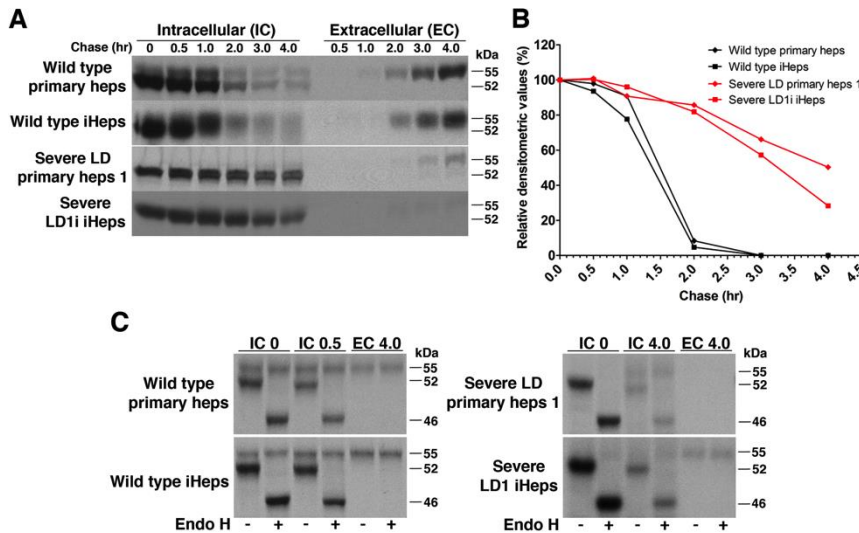 A
Intracellular (IC) Extracellular (EC)
Chase (hr) 0 0.5 1.0 2.0 3.0 4.0 0.5 1.0 2.0 3.0 4.0 kDa
Wild type
primary heps
55
52
Wild type iHeps
55
52
Severe LD
primary heps 1
55
52
Severe
LD1i iHeps
52
B
Relative densitometric values (%)
120
100
80
60
40
20
0
0.0 0.5 1.0 2.0 3.0 4.0 4.5
Chase (hr)
Wild type primary heps
Wild type iHeps
Severe LD primary heps 1
Severe LD1i iHeps
C
IC 0 IC 0.5 EC 4.0
kDa
Wild type
primary heps
55
52
46
Wild type iHeps
55
52
46
Endo H - + - + - +
IC 0 IC 4.0 EC 4.0
kDa
Severe LD
primary heps 1
55
52
46
Severe
LD1 iHeps
55
52
46
Endo H - + - + - +